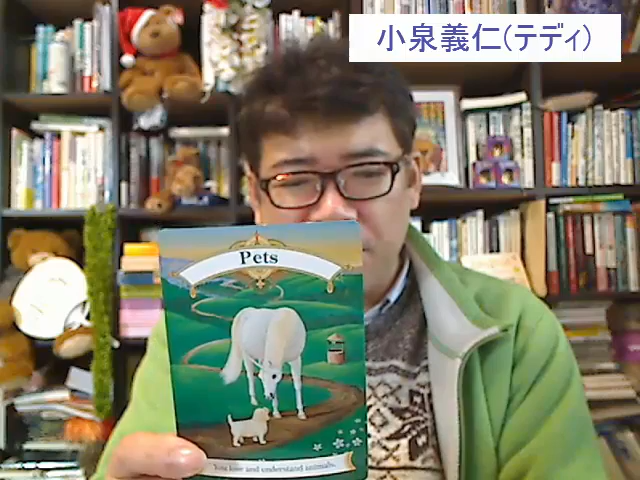 小泉義仁(テディ)
Pets
You love and understand animals.